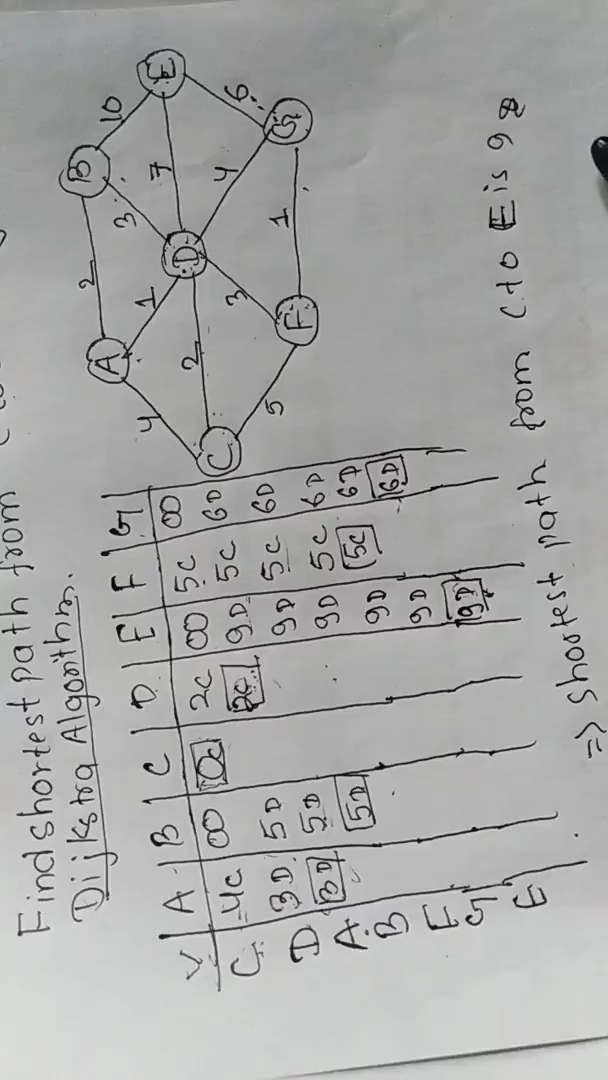 Find shortest path from C to
Dijkstra Algorithm.
V A B C D E F G
C 4C ∞ 0C 2C ∞ 5C ∞
D 3D 5D 2C 9D 5C 6D
A 3D 5D 9D 5C 6D
B 5D 9D 5C 6D
F 9D 5C 6D
G 9D 6D
E 9D
A 2 B 10 E
4 1 3 7 6
C 2 D 4 G
5 3 1
F
=> shortest path from C to E is 9